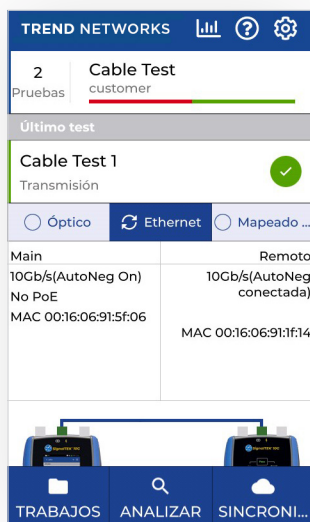 TREND NETWORKS
2
Pruebas
Cable Test
customer
Último test
Cable Test 1
Transmisión
Óptico
Ethernet
Mapeado ...
Main
Remoto
10Gb/s(AutoNeg On)
10Gb/s(AutoNeg
conectada)
No PoE
MAC 00:16:06:91:5f:06
MAC 00:16:06:91:1f:14
TRABAJOS
ANALIZAR
SINCRONI...